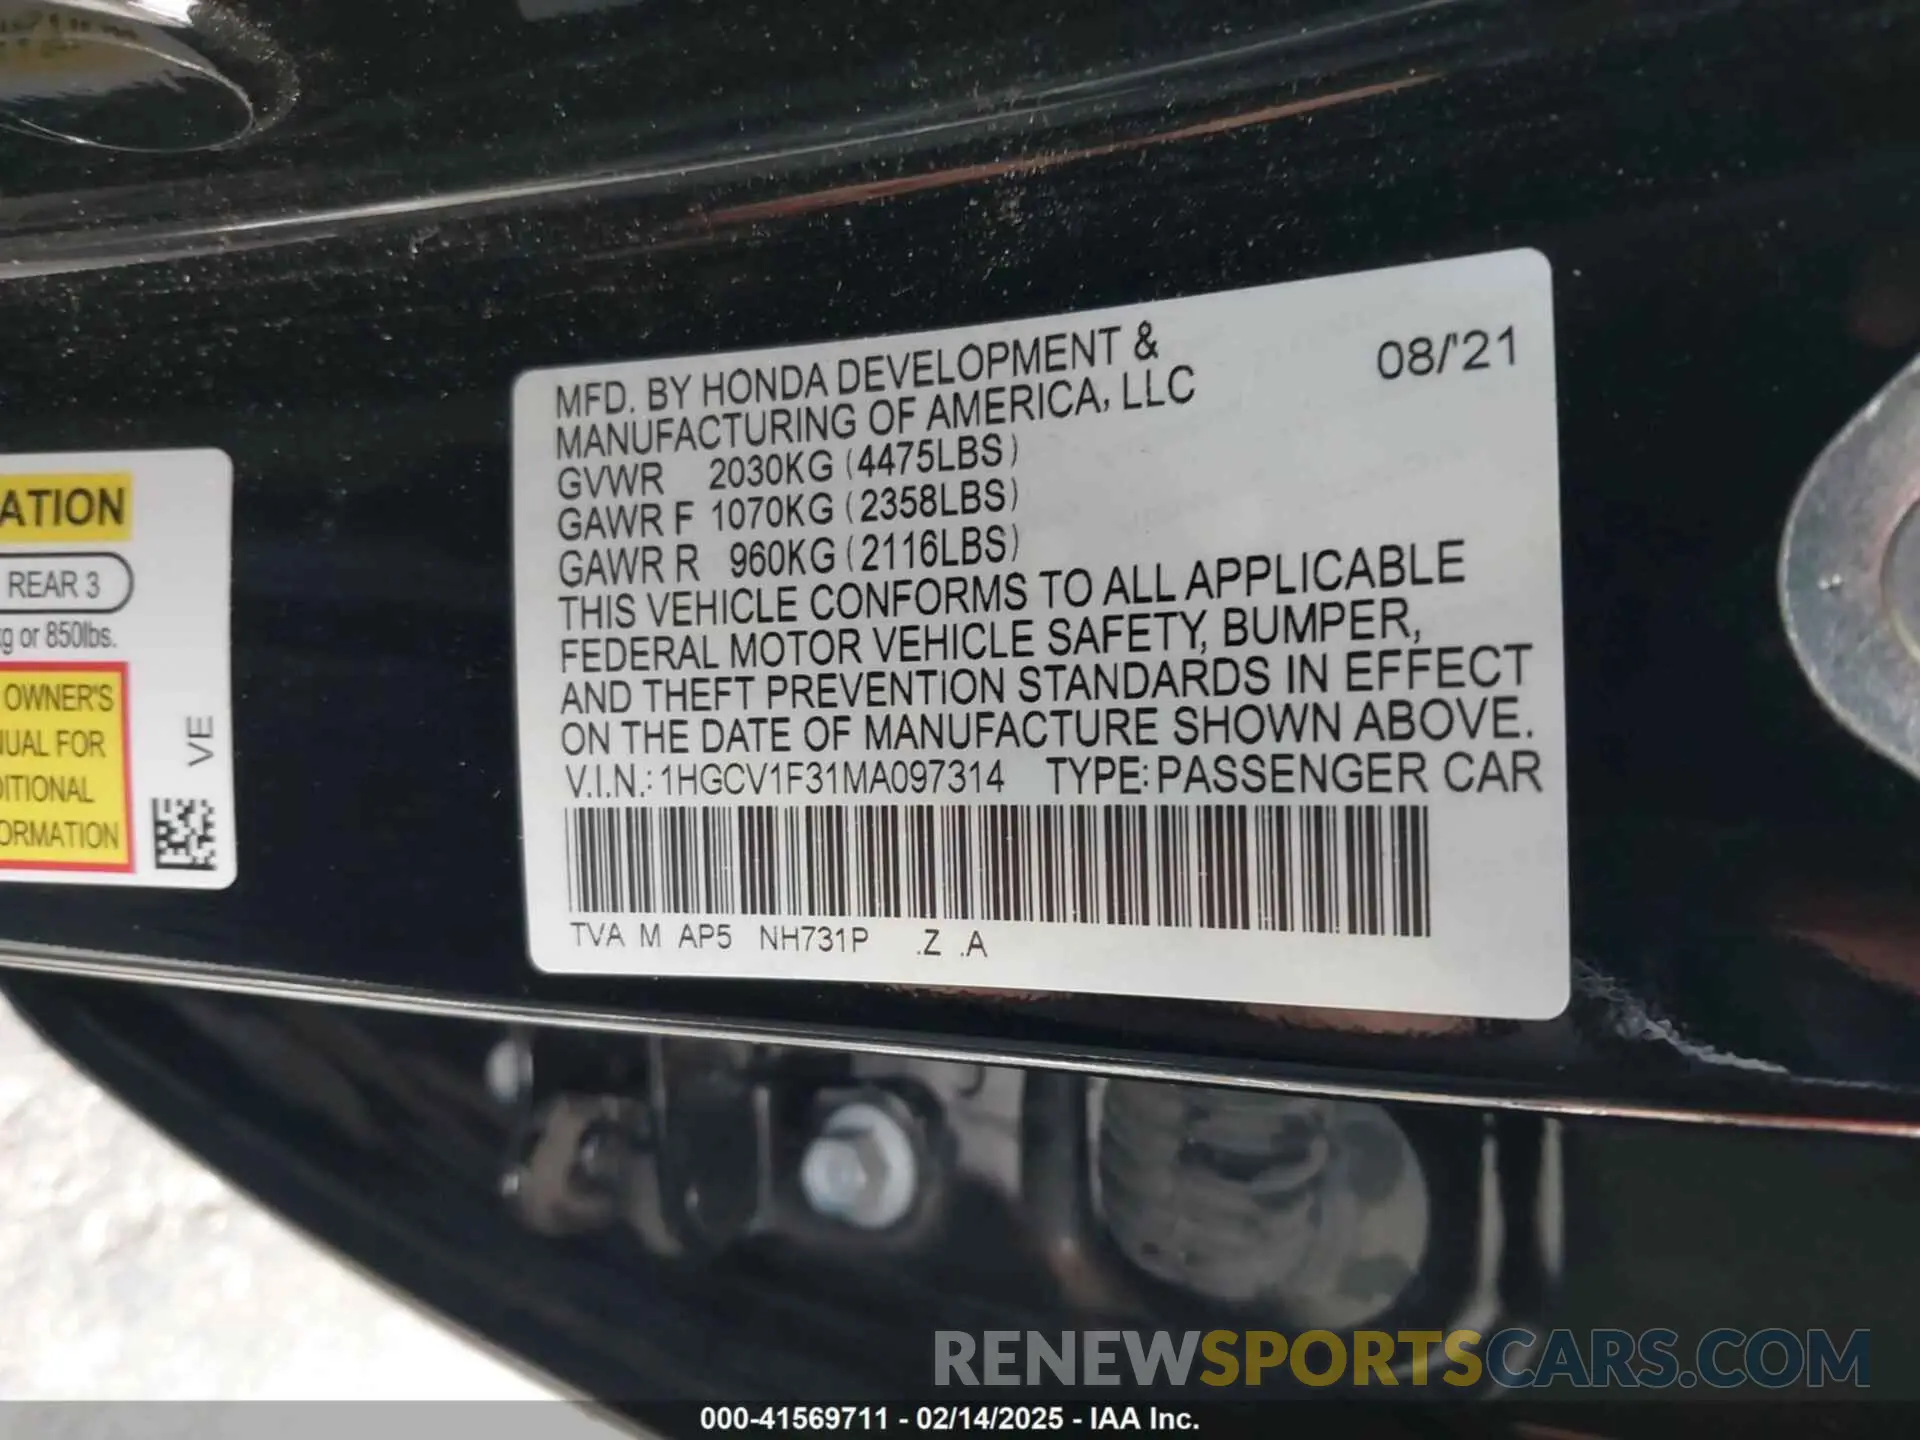 MFD. BY HONDA DEVELOPMENT &
MANUFACTURING OF AMERICA, LLC
08/'21
GVWR 2030KG (4475LBS)
GAWR F 1070KG (2358LBS)
GAWR R 960KG (2116LBS)
THIS VEHICLE CONFORMS TO ALL APPLICABLE
FEDERAL MOTOR VEHICLE SAFETY, BUMPER,
AND THEFT PREVENTION STANDARDS IN EFFECT
ON THE DATE OF MANUFACTURE SHOWN ABOVE.
V.I.N.: 1HGCV1F31MA097314 TYPE: PASSENGER CAR
TVA M AP5 NH731P .Z .A
ATION
REAR 3
kg or 850lbs.
OWNER'S
UAL FOR
ITIONAL
ORMATION
VE
RENEWSPORTSCARS.COM
000-41569711 - 02/14/2025 - IAA Inc.